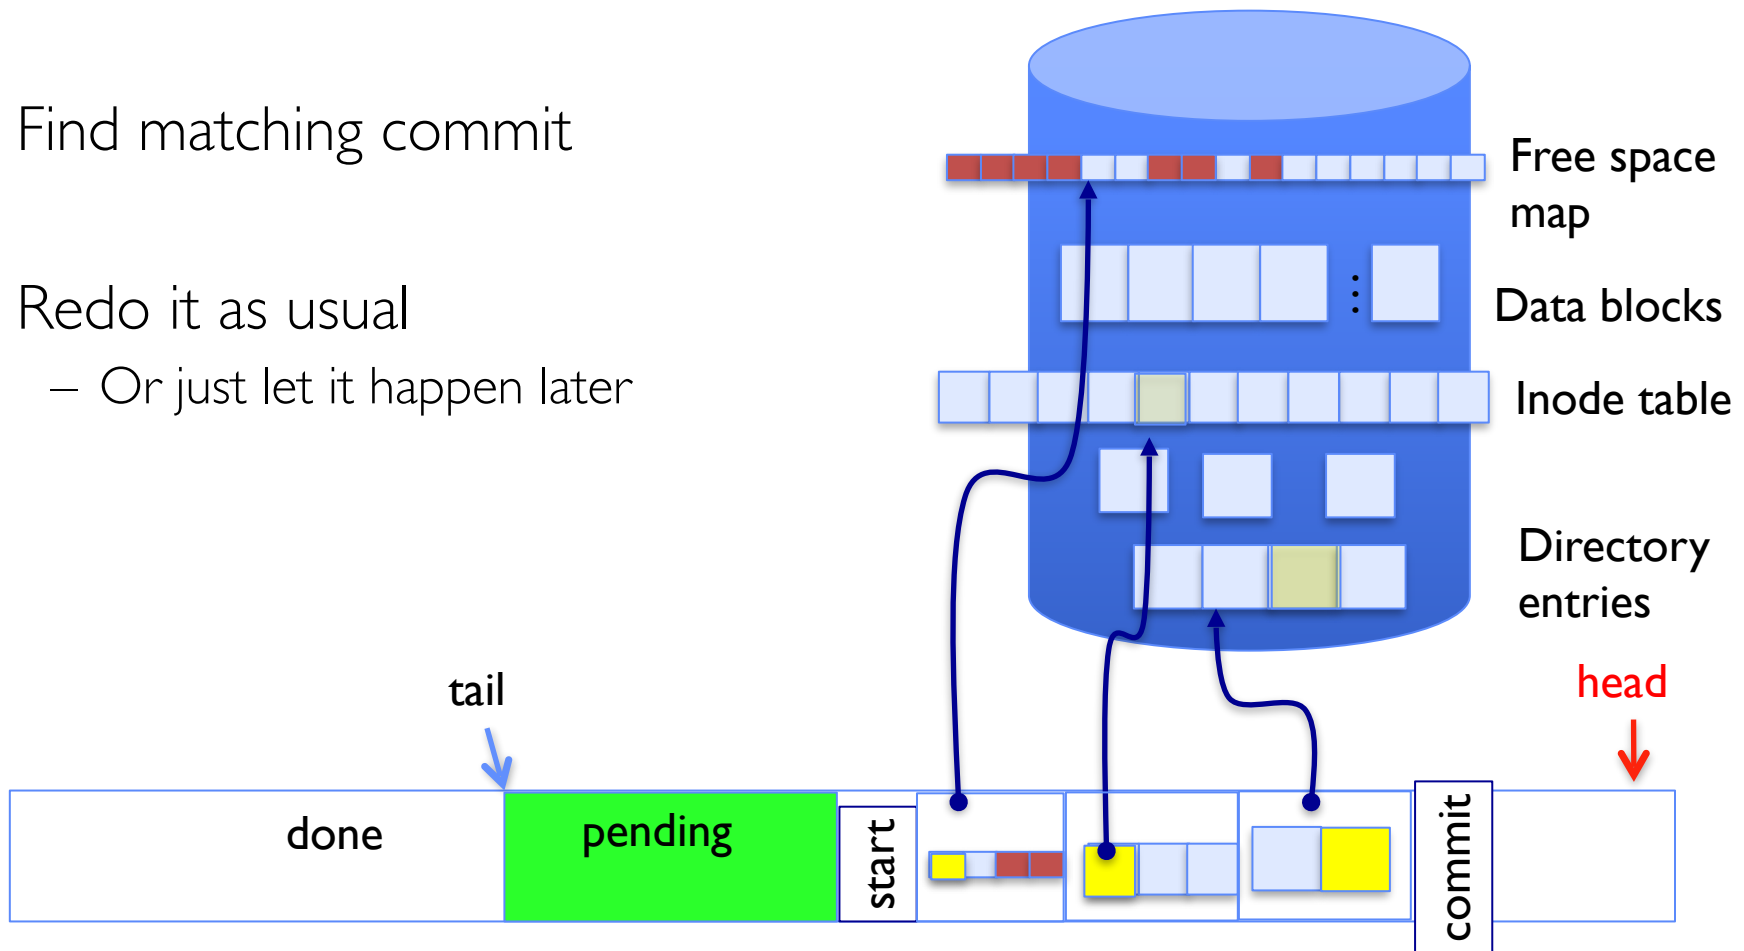 Find matching commit
Redo it as usual
– Or just let it happen later
Free space
map
Data blocks
Inode table
Directory
entries
tail
head
done
pending
start
commit